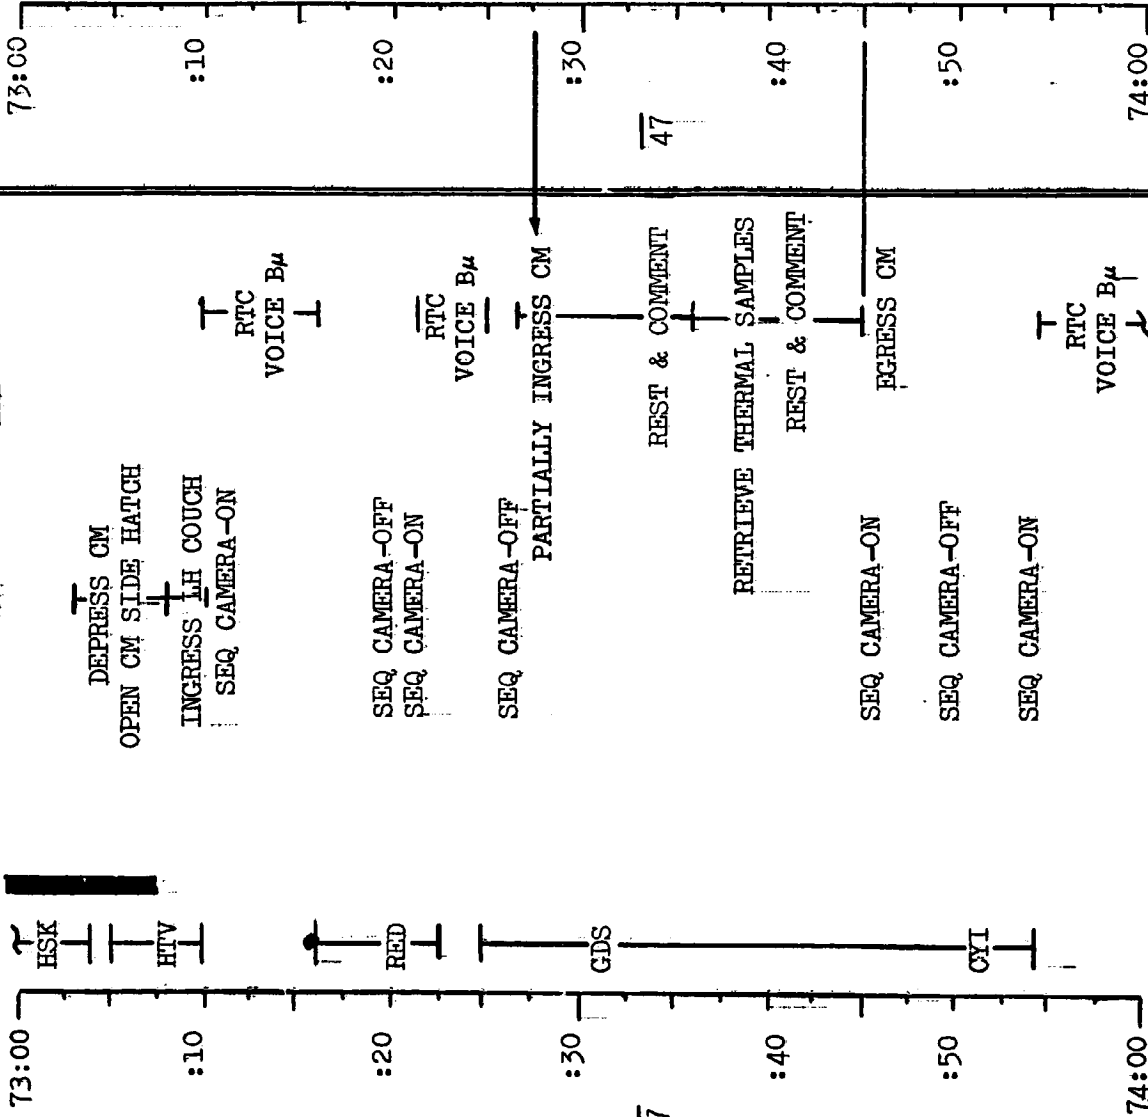 73:00
:10
:20
:30
:40
:50
74:00
47
RTC
VOICE Bμ
RTC
VOICE Bμ
PARTIALLY INGRESS CM
REST & COMMENT
RETRIEVE THERMAL SAMPLES
REST & COMMENT
EGRESS CM
RTC
VOICE Bμ
DEPRESS CM
OPEN CM SIDE HATCH
INGRESS LH COUCH
SEQ CAMERA-ON
SEQ CAMERA-OFF
SEQ CAMERA-ON
SEQ CAMERA-OFF
SEQ CAMERA-ON
SEQ CAMERA-OFF
SEQ CAMERA-ON
HSK
HTV
RED
GDS
CYI
73:00
:10
:20
:30
:40
:50
74:00
7